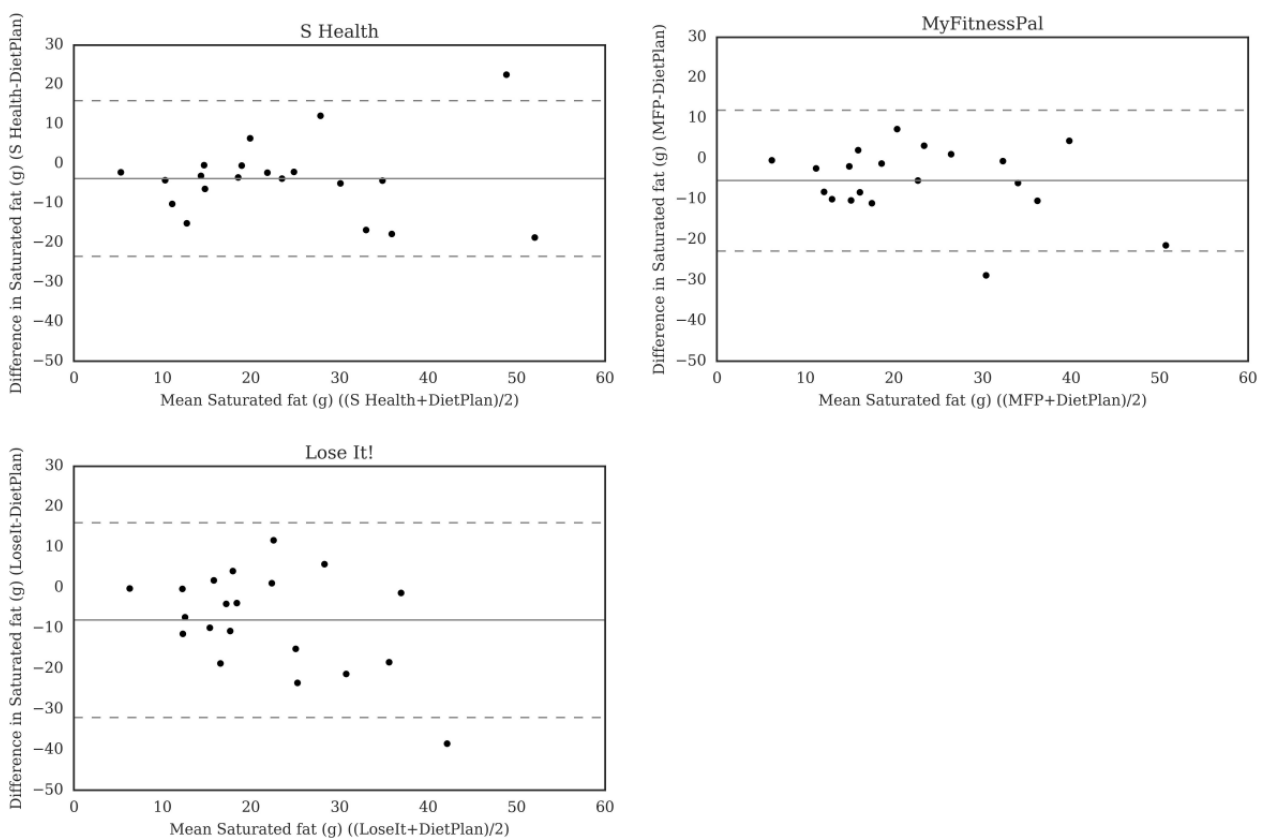 S Health
Difference in Saturated fat (g) (S Health-DietPlan)
30
20
10
0
−10
−20
−30
−40
−50
0 10 20 30 40 50 60
Mean Saturated fat (g) ((S Health+DietPlan)/2)
MyFitnessPal
Difference in Saturated fat (g) (MFP-DietPlan)
30
20
10
0
−10
−20
−30
−40
−50
0 10 20 30 40 50 60
Mean Saturated fat (g) ((MFP+DietPlan)/2)
Lose It!
Difference in Saturated fat (g) (LoseIt-DietPlan)
30
20
10
0
−10
−20
−30
−40
−50
0 10 20 30 40 50 60
Mean Saturated fat (g) ((LoseIt+DietPlan)/2)